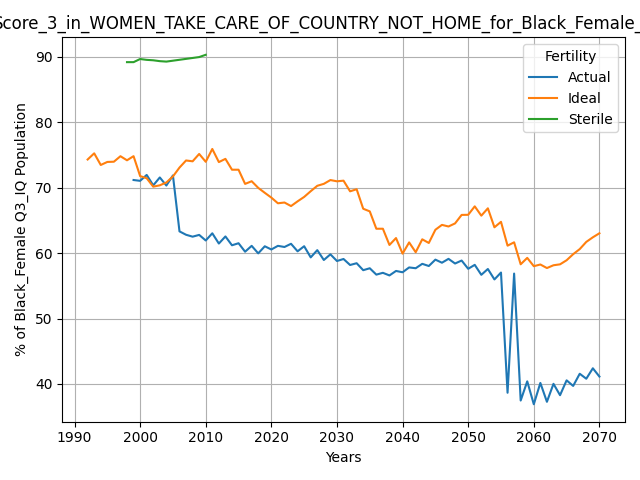 Score_3_in_WOMEN_TAKE_CARE_OF_COUNTRY_NOT_HOME_for_Black_Female_
Fertility
Actual
Ideal
Sterile
% of Black_Female Q3_IQ Population
90
80
70
60
50
40
1990 2000 2010 2020 2030 2040 2050 2060 2070
Years